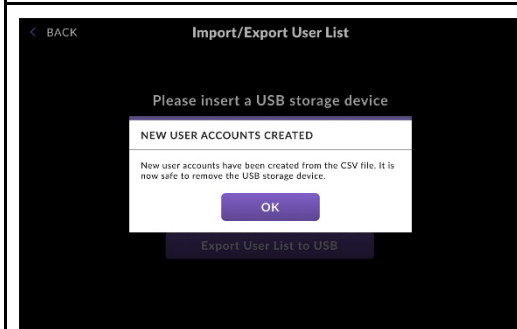 BACK
Import/Export User List
Please insert a USB storage device
NEW USER ACCOUNTS CREATED
New user accounts have been created from the CSV file. It is
now safe to remove the USB storage device.
OK
Export User List to USB